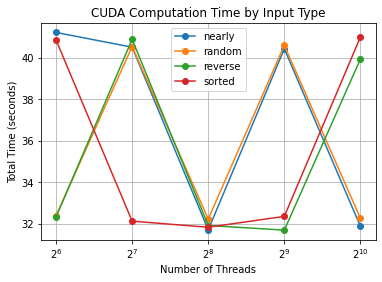 CUDA Computation Time by Input Type
nearly
random
reverse
sorted
Total Time (seconds)
40
38
36
34
32
2^6
2^7
2^8
2^9
2^10
Number of Threads